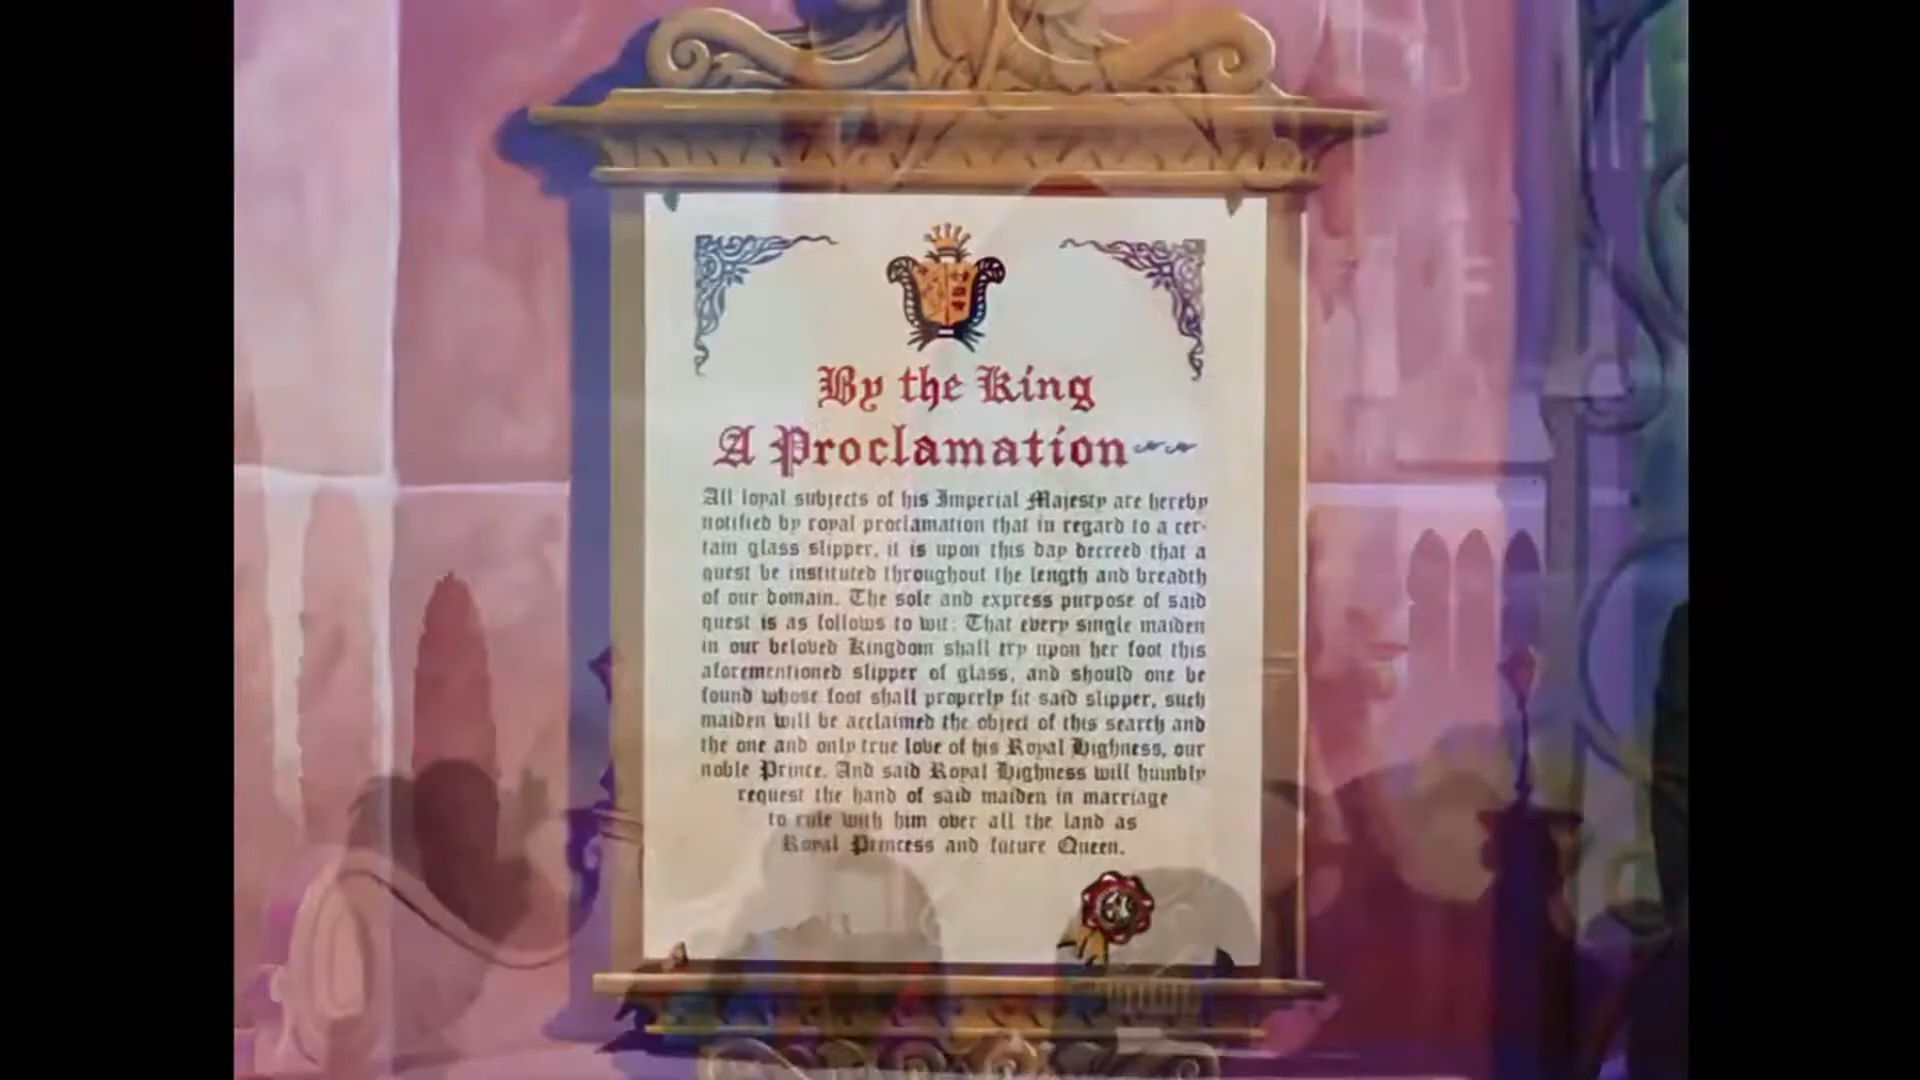 By the King
A Proclamation
All loyal subjects of his Imperial Majesty are hereby
notified by royal proclamation that in regard to a cer-
tain glass slipper, it is upon this day decreed that a
quest be instituted throughout the length and breadth
of our domain. The sole and express purpose of said
quest is as follows to wit: That every single maiden
in our beloved Kingdom shall try upon her foot this
aforementioned slipper of glass, and should one be
found whose foot shall properly fit said slipper, such
maiden will be acclaimed the object of this search and
the one and only true love of his Royal Highness, our
noble Prince. And said Royal Highness will humbly
request the hand of said maiden in marriage
to rule with him over all the land as
Royal Princess and future Queen.